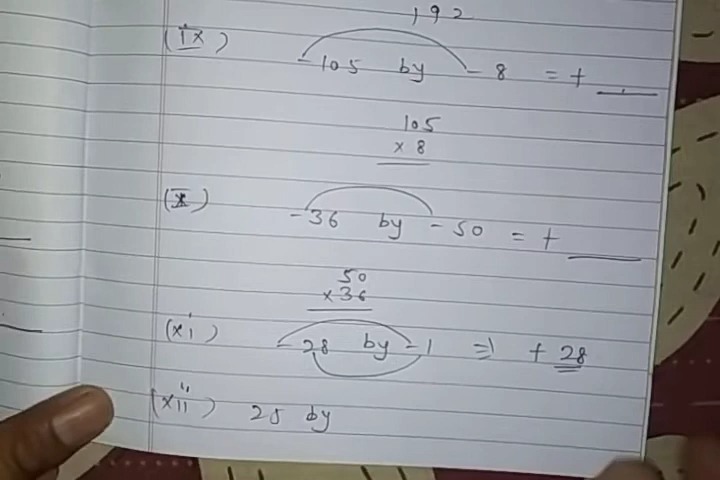 192
(ix) -105 by -8 = + ___
105
× 8
(x) -36 by -50 = + ___
50
×36
(xi) -28 by -1 ⇒ + 28
(xii) 25 by